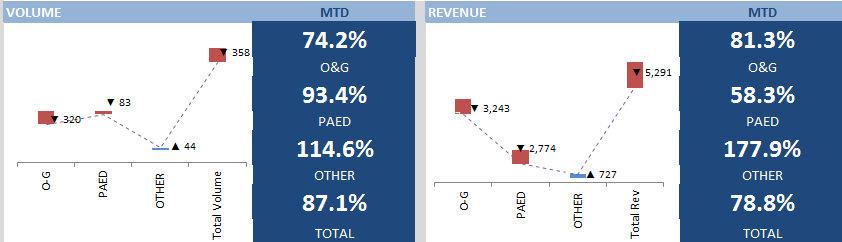 VOLUME
MTD
▼ 320
▼ 83
▲ 44
▼ 358
O-G
PAED
OTHER
Total Volume
74.2%
O&G
93.4%
PAED
114.6%
OTHER
87.1%
TOTAL
REVENUE
MTD
▼ 3,243
▼ 2,774
▲ 727
▼ 5,291
O-G
PAED
OTHER
Total Rev
81.3%
O&G
58.3%
PAED
177.9%
OTHER
78.8%
TOTAL